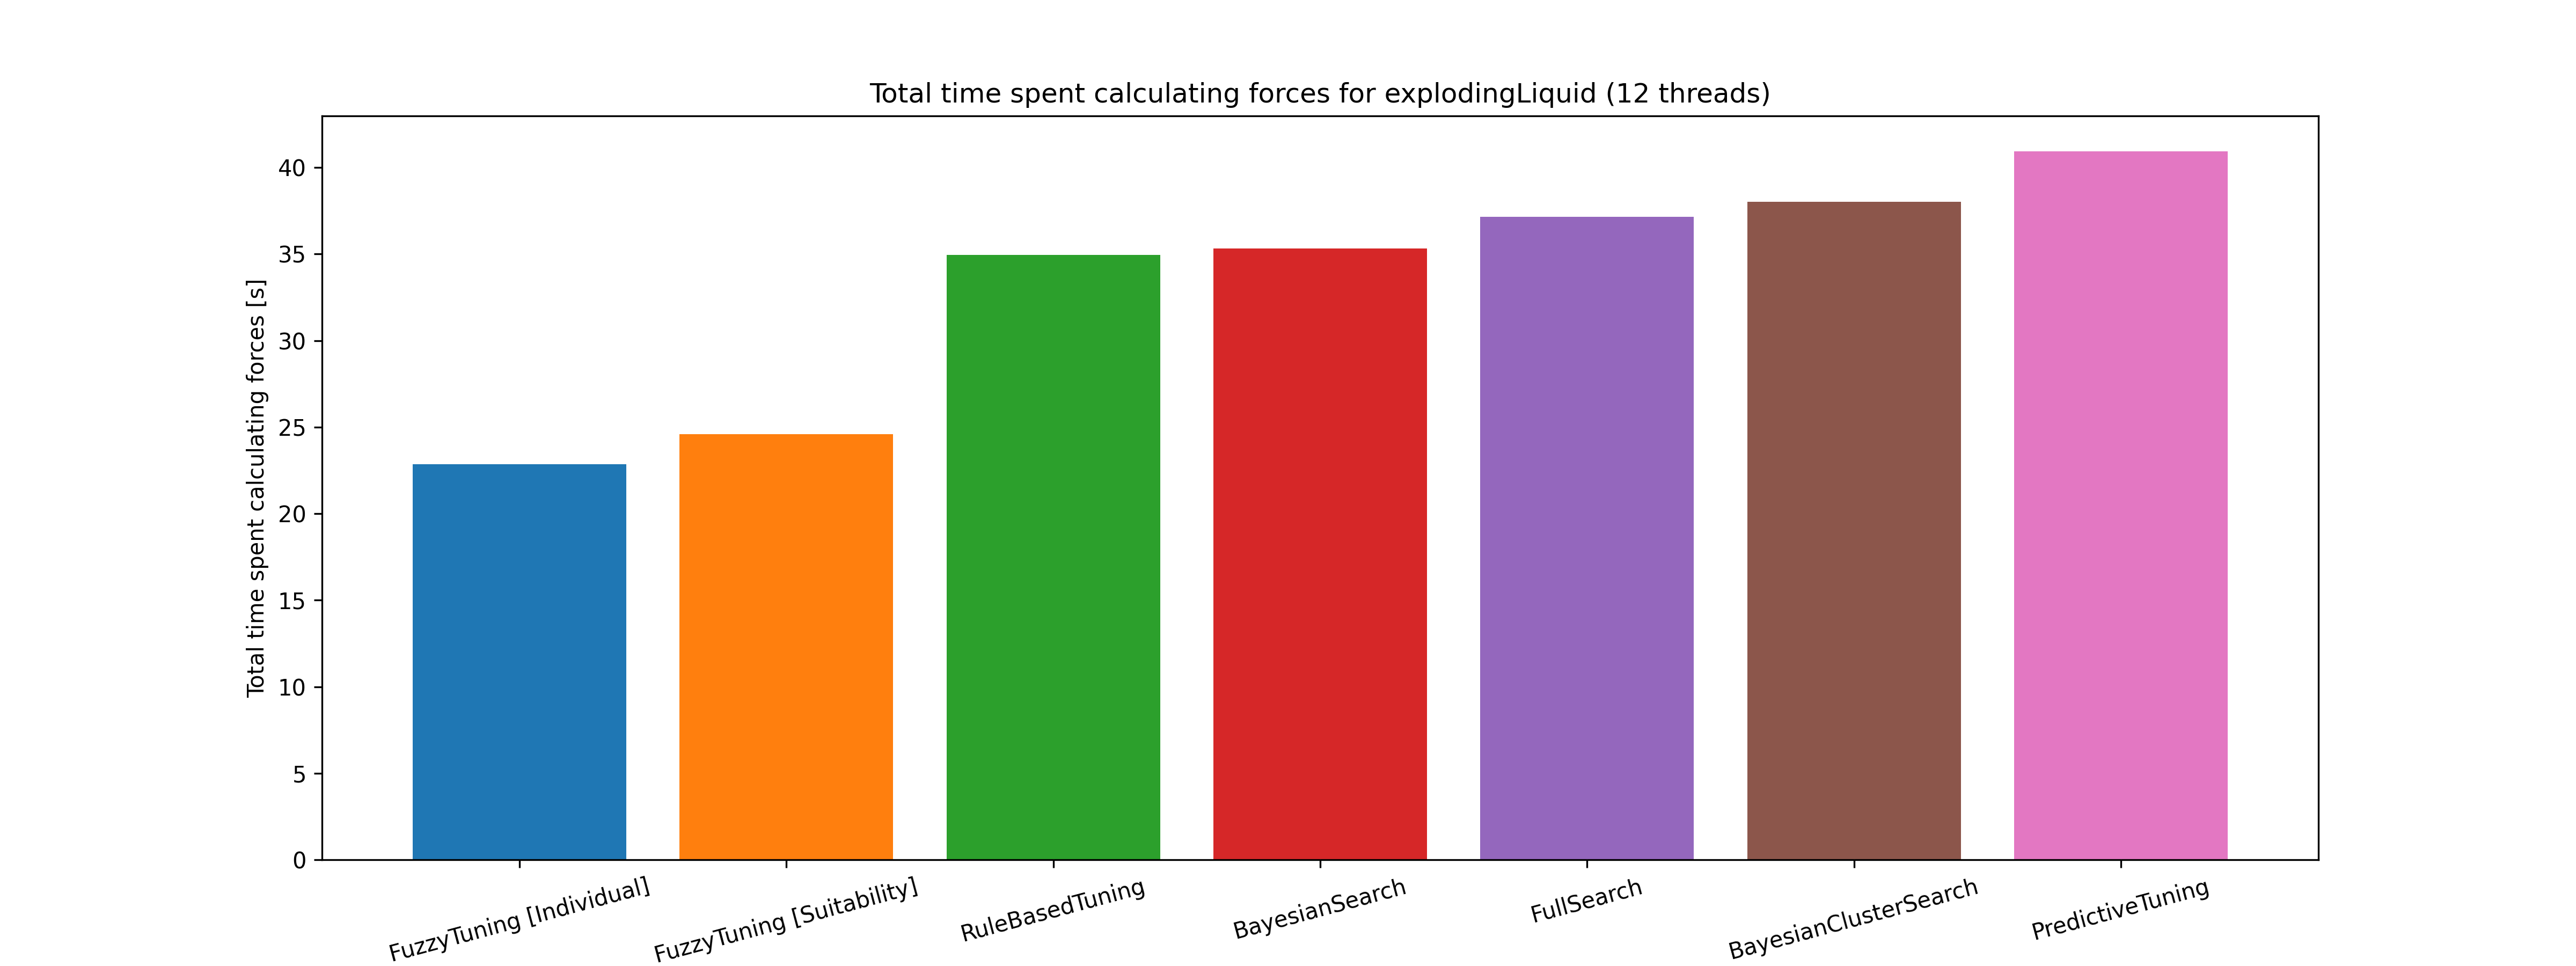 Total time spent calculating forces for explodingLiquid (12 threads)
Total time spent calculating forces [s]
40
35
30
25
20
15
10
5
0
FuzzyTuning [Individual]
FuzzyTuning [Suitability]
RuleBasedTuning
BayesianSearch
FullSearch
BayesianClusterSearch
PredictiveTuning